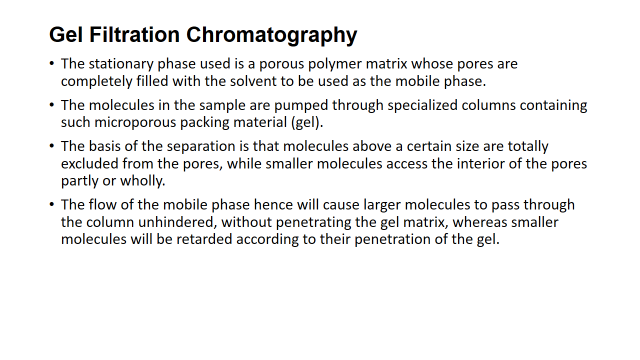 Gel Filtration Chromatography
• The stationary phase used is a porous polymer matrix whose pores are
completely filled with the solvent to be used as the mobile phase.
• The molecules in the sample are pumped through specialized columns containing
such microporous packing material (gel).
• The basis of the separation is that molecules above a certain size are totally
excluded from the pores, while smaller molecules access the interior of the pores
partly or wholly.
• The flow of the mobile phase hence will cause larger molecules to pass through
the column unhindered, without penetrating the gel matrix, whereas smaller
molecules will be retarded according to their penetration of the gel.